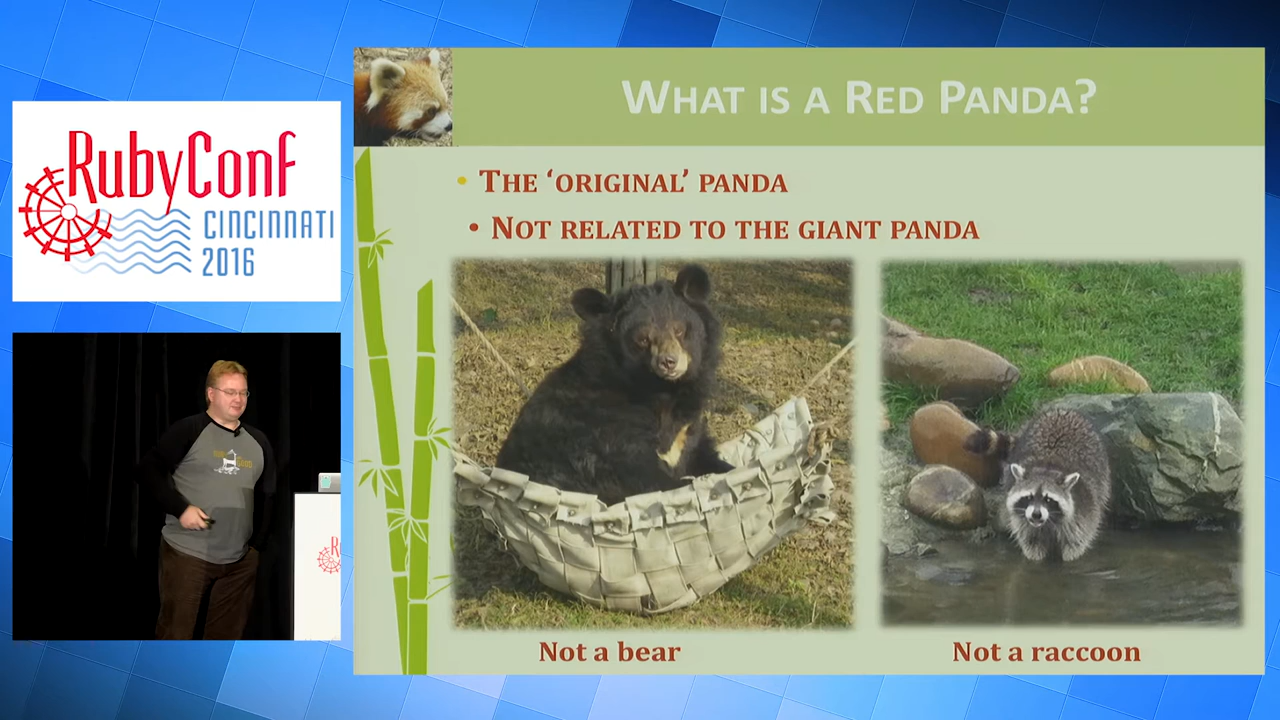 RubyConf
CINCINNATI
2016
WHAT IS A RED PANDA?
• THE ‘ORIGINAL’ PANDA
• NOT RELATED TO THE GIANT PANDA
Not a bear
Not a raccoon